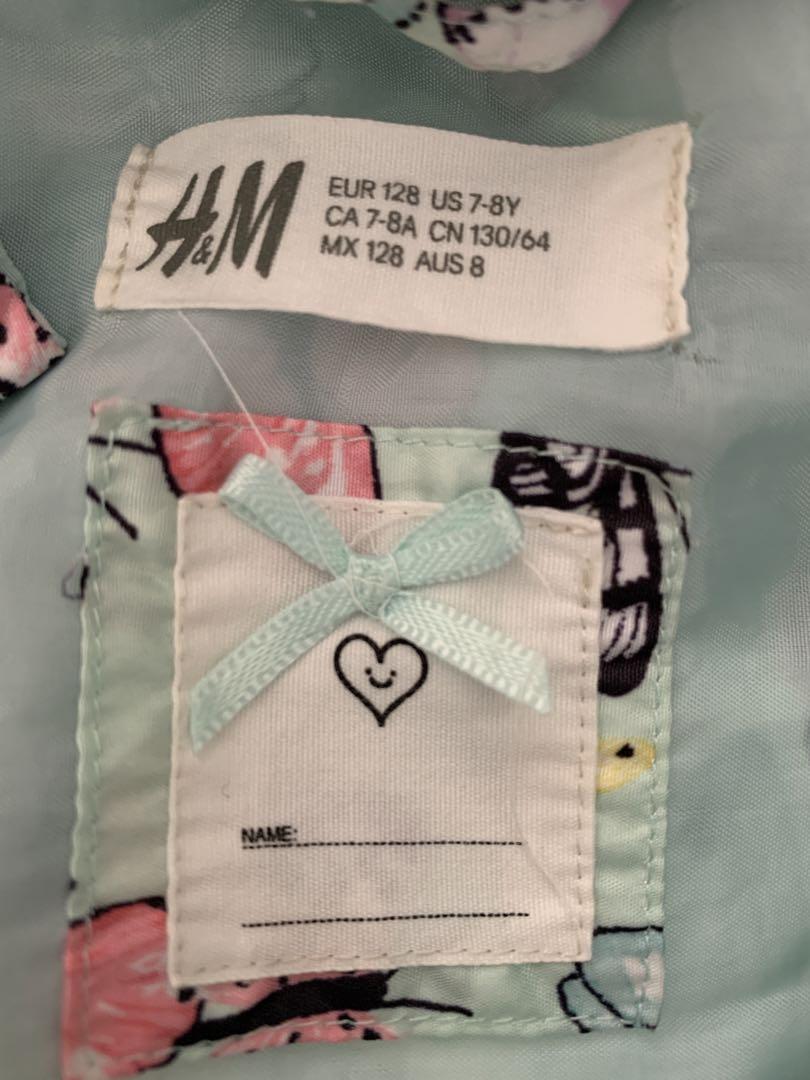 H&M
EUR 128 US 7-8Y
CA 7-8A CN 130/64
MX 128 AUS 8
NAME: